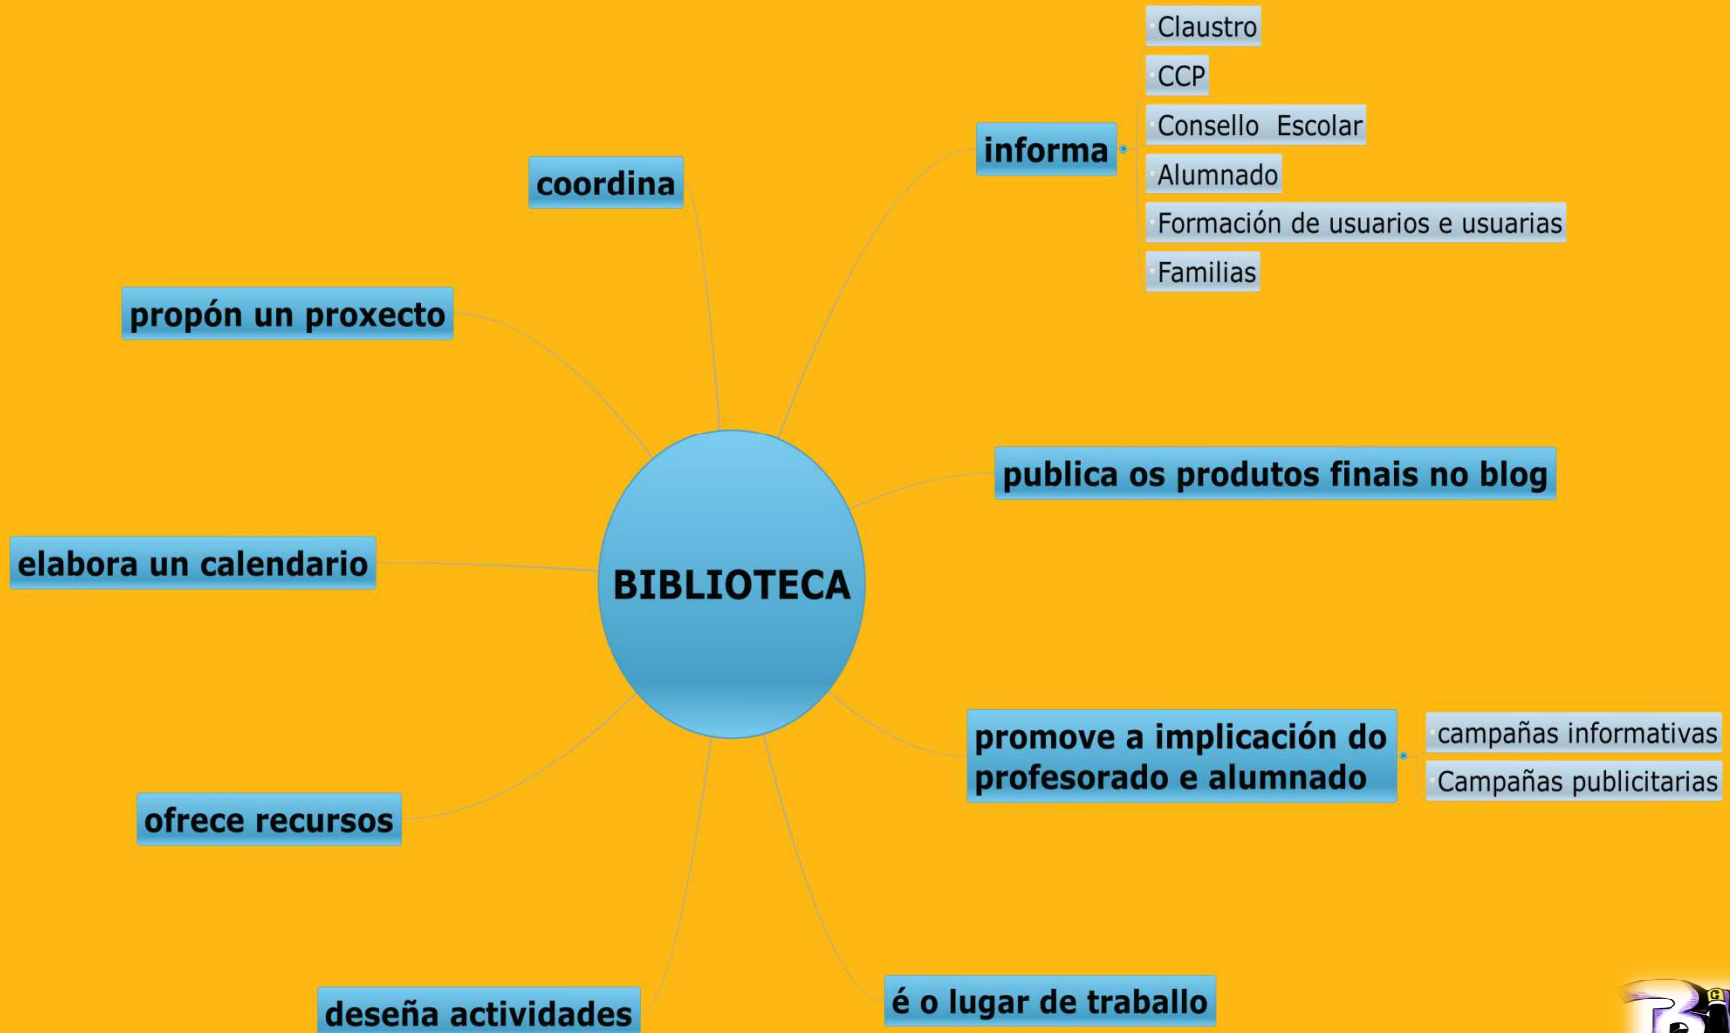 Claustro
CCP
Consello Escolar
Alumnado
Formación de usuarios e usuarias
Familias
informa
coordina
propón un proxecto
publica os produtos finais no blog
elabora un calendario
BIBLIOTECA
promove a implicación do
profesorado e alumnado
campañas informativas
Campañas publicitarias
ofrece recursos
é o lugar de traballo
deseña actividades